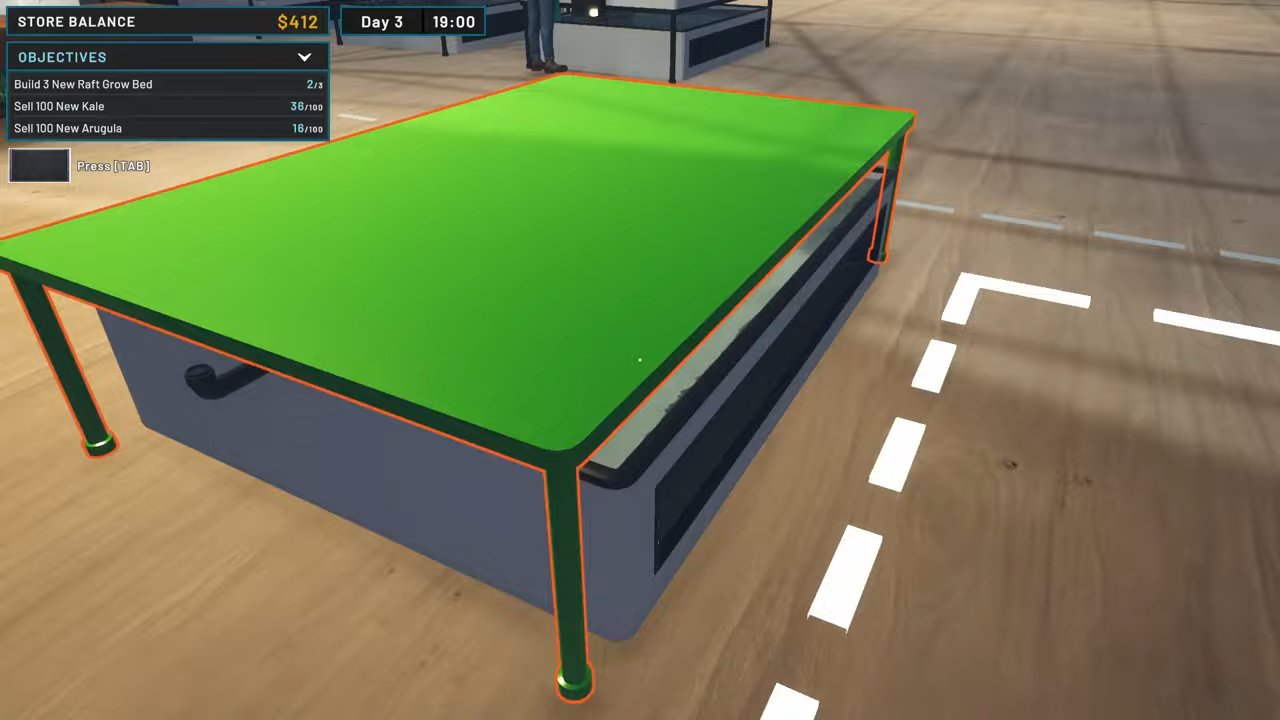 STORE BALANCE $412
Day 3 19:00
OBJECTIVES
Build 3 New Raft Grow Bed 2/3
Sell 100 New Kale 36/100
Sell 100 New Arugula 16/100
Press [TAB]